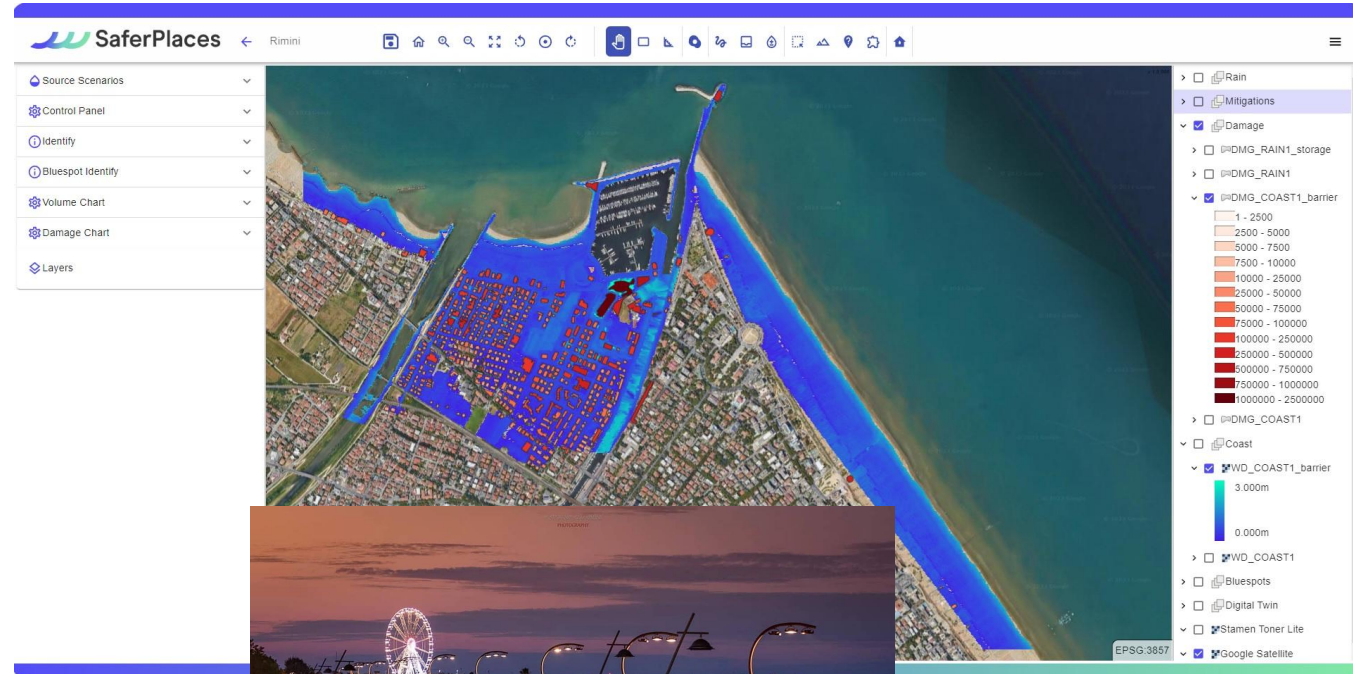 SaferPlaces
Rimini
Source Scenarios
Control Panel
Identify
Bluespot Identify
Volume Chart
Damage Chart
Layers
Rain
Mitigations
Damage
DMG_RAIN1_storage
DMG_RAIN1
DMG_COAST1_barrier
1 - 2500
2500 - 5000
5000 - 7500
7500 - 10000
10000 - 25000
25000 - 50000
50000 - 75000
75000 - 100000
100000 - 250000
250000 - 500000
500000 - 750000
750000 - 1000000
1000000 - 2500000
DMG_COAST1
Coast
WD_COAST1_barrier
3.000m
0.000m
WD_COAST1
Bluespots
Digital Twin
Stamen Toner Lite
Google Satellite
EPSG:3857